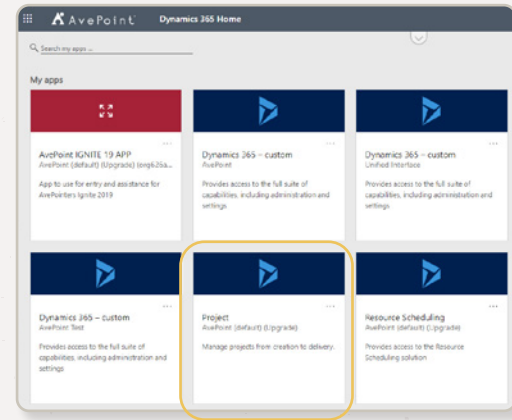 AvePoint Dynamics 365 Home
Search my apps ...
My apps
AvePoint IGNITE 19 APP
AvePoint (default) (Upgrade) (org626a...
App to use for entry and assistance for
AvePointers Ignite 2019
Dynamics 365 – custom
AvePoint
Provides access to the full suite of
capabilities, including administration and
settings
Dynamics 365 – custom
Unified Interface
Provides access to the full suite of
capabilities, including administration and
settings
Dynamics 365 – custom
AvePoint Test
Provides access to the full suite of
capabilities, including administration and
settings
Project
AvePoint (default) (Upgrade)
Manage projects from creation to delivery.
Resource Scheduling
AvePoint (default) (Upgrade)
Provides access to the Resource
Scheduling solution